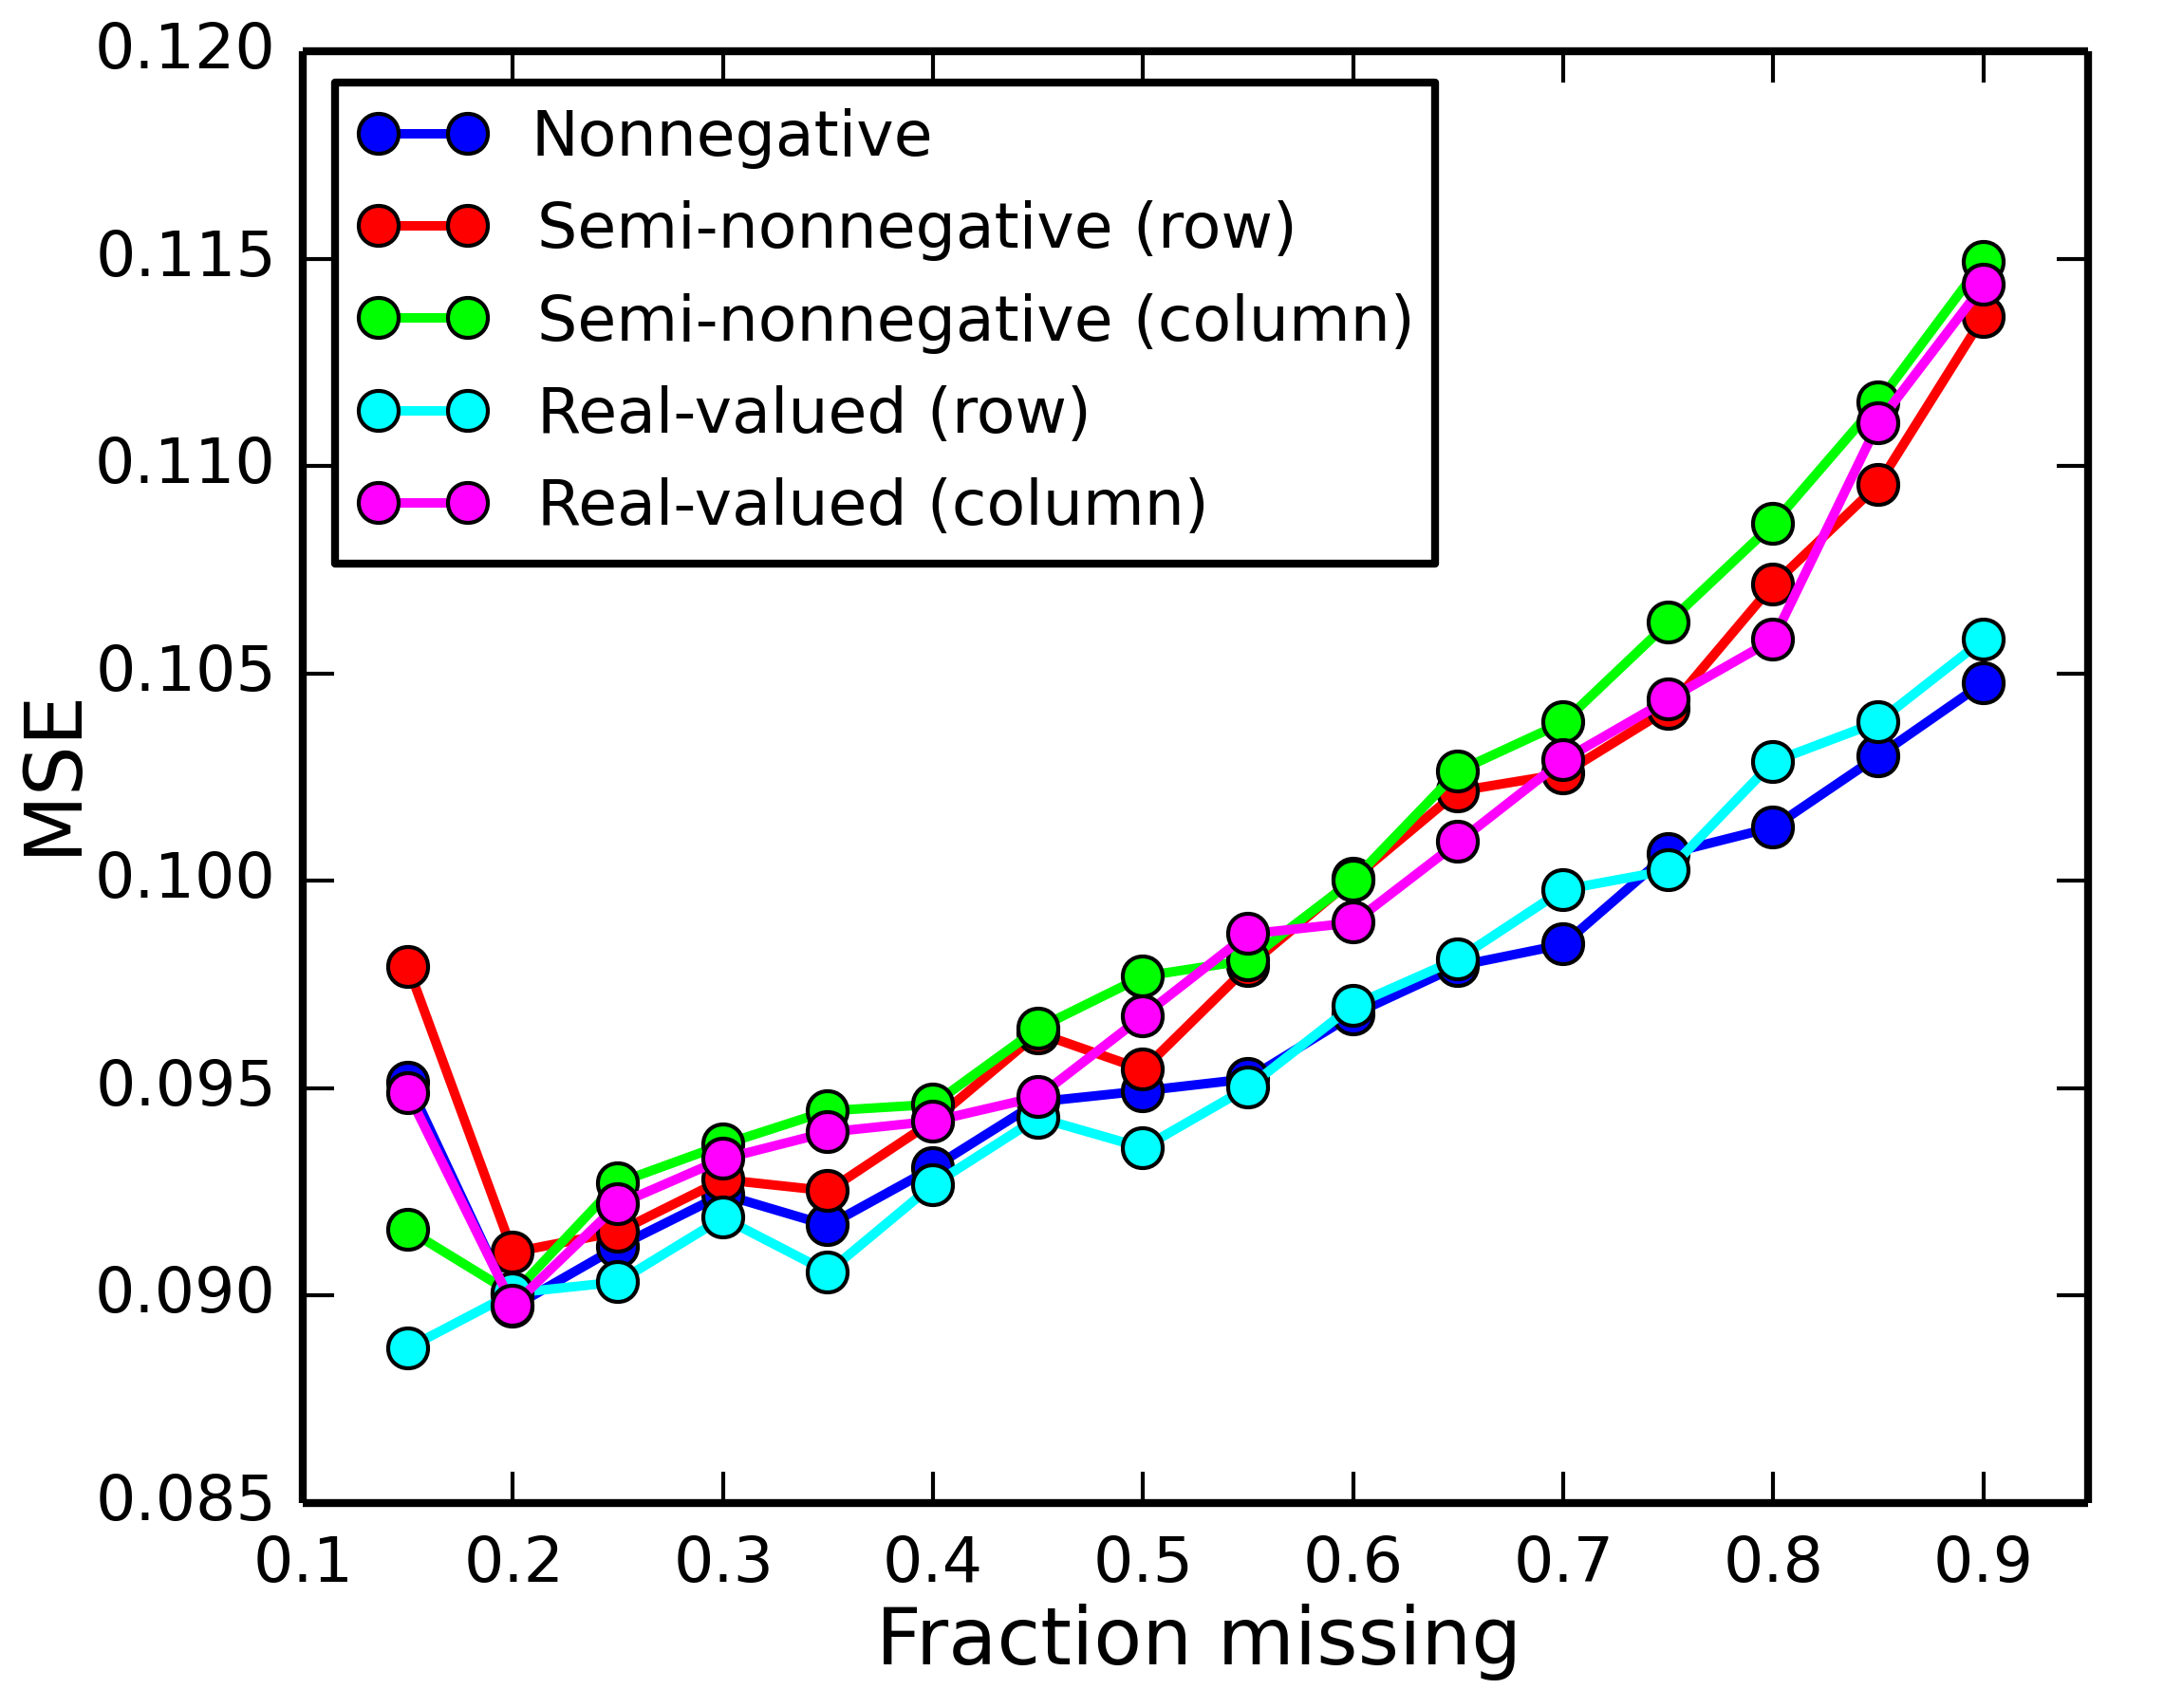 0.120
0.115
0.110
0.105
0.100
0.095
0.090
0.085
MSE
Nonnegative
Semi-nonnegative (row)
Semi-nonnegative (column)
Real-valued (row)
Real-valued (column)
0.1 0.2 0.3 0.4 0.5 0.6 0.7 0.8 0.9
Fraction missing